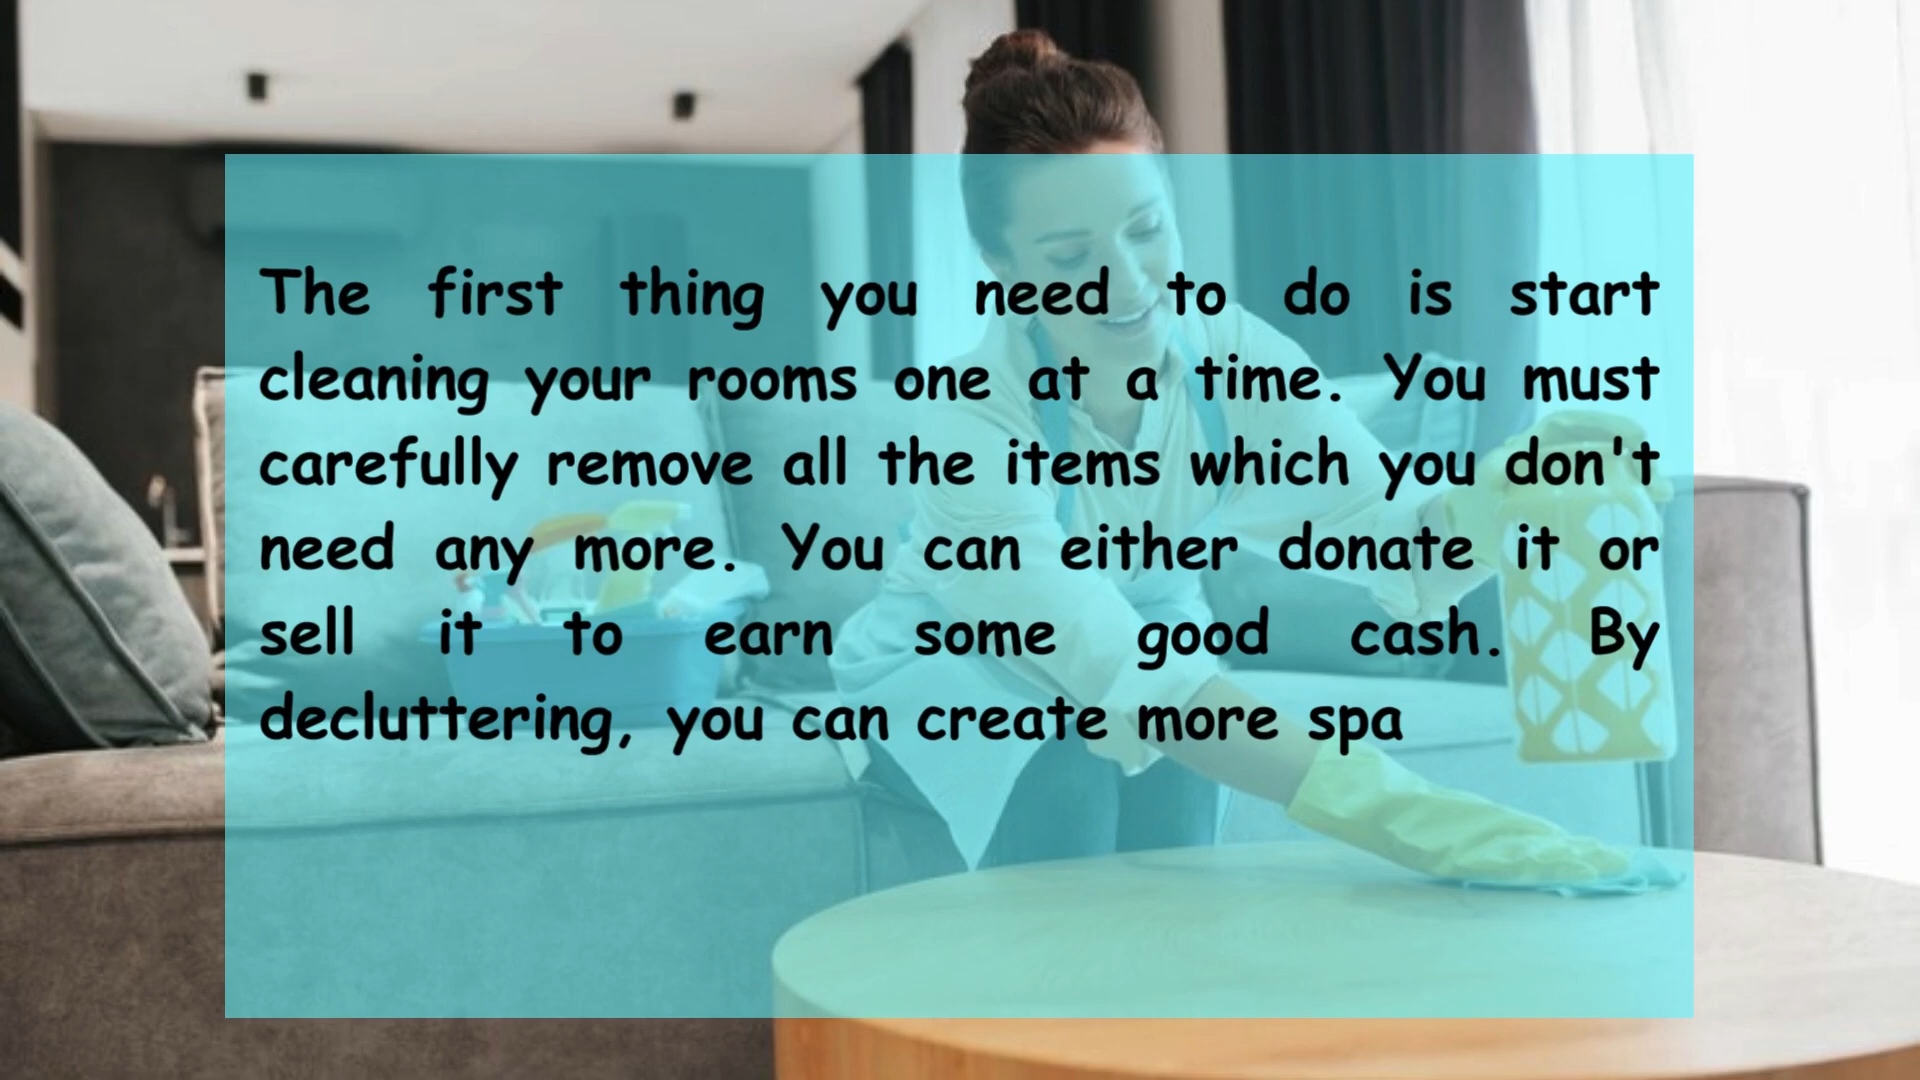 The first thing you need to do is start
cleaning your rooms one at a time. You must
carefully remove all the items which you don't
need any more. You can either donate it or
sell it to earn some good cash. By
decluttering, you can create more spa